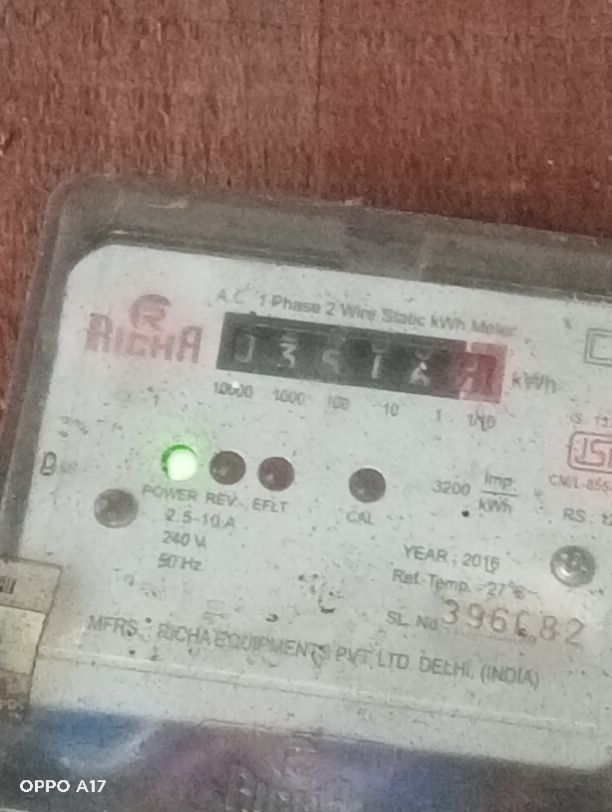 A.C. 1 Phase 2 Wire Static kWh Meter
RICHA
kWh
10000 1000 100 10 1 1/10
POWER REV. EFLT
CAL
3200 Imp. kWh
2.5-10 A
240 V
50 Hz
YEAR : 2016
Ref. Temp. - 27°c
SL. No
MFRS. : RICHA EQUIPMENTS PVT. LTD. DELHI, (INDIA)
OPPO A17